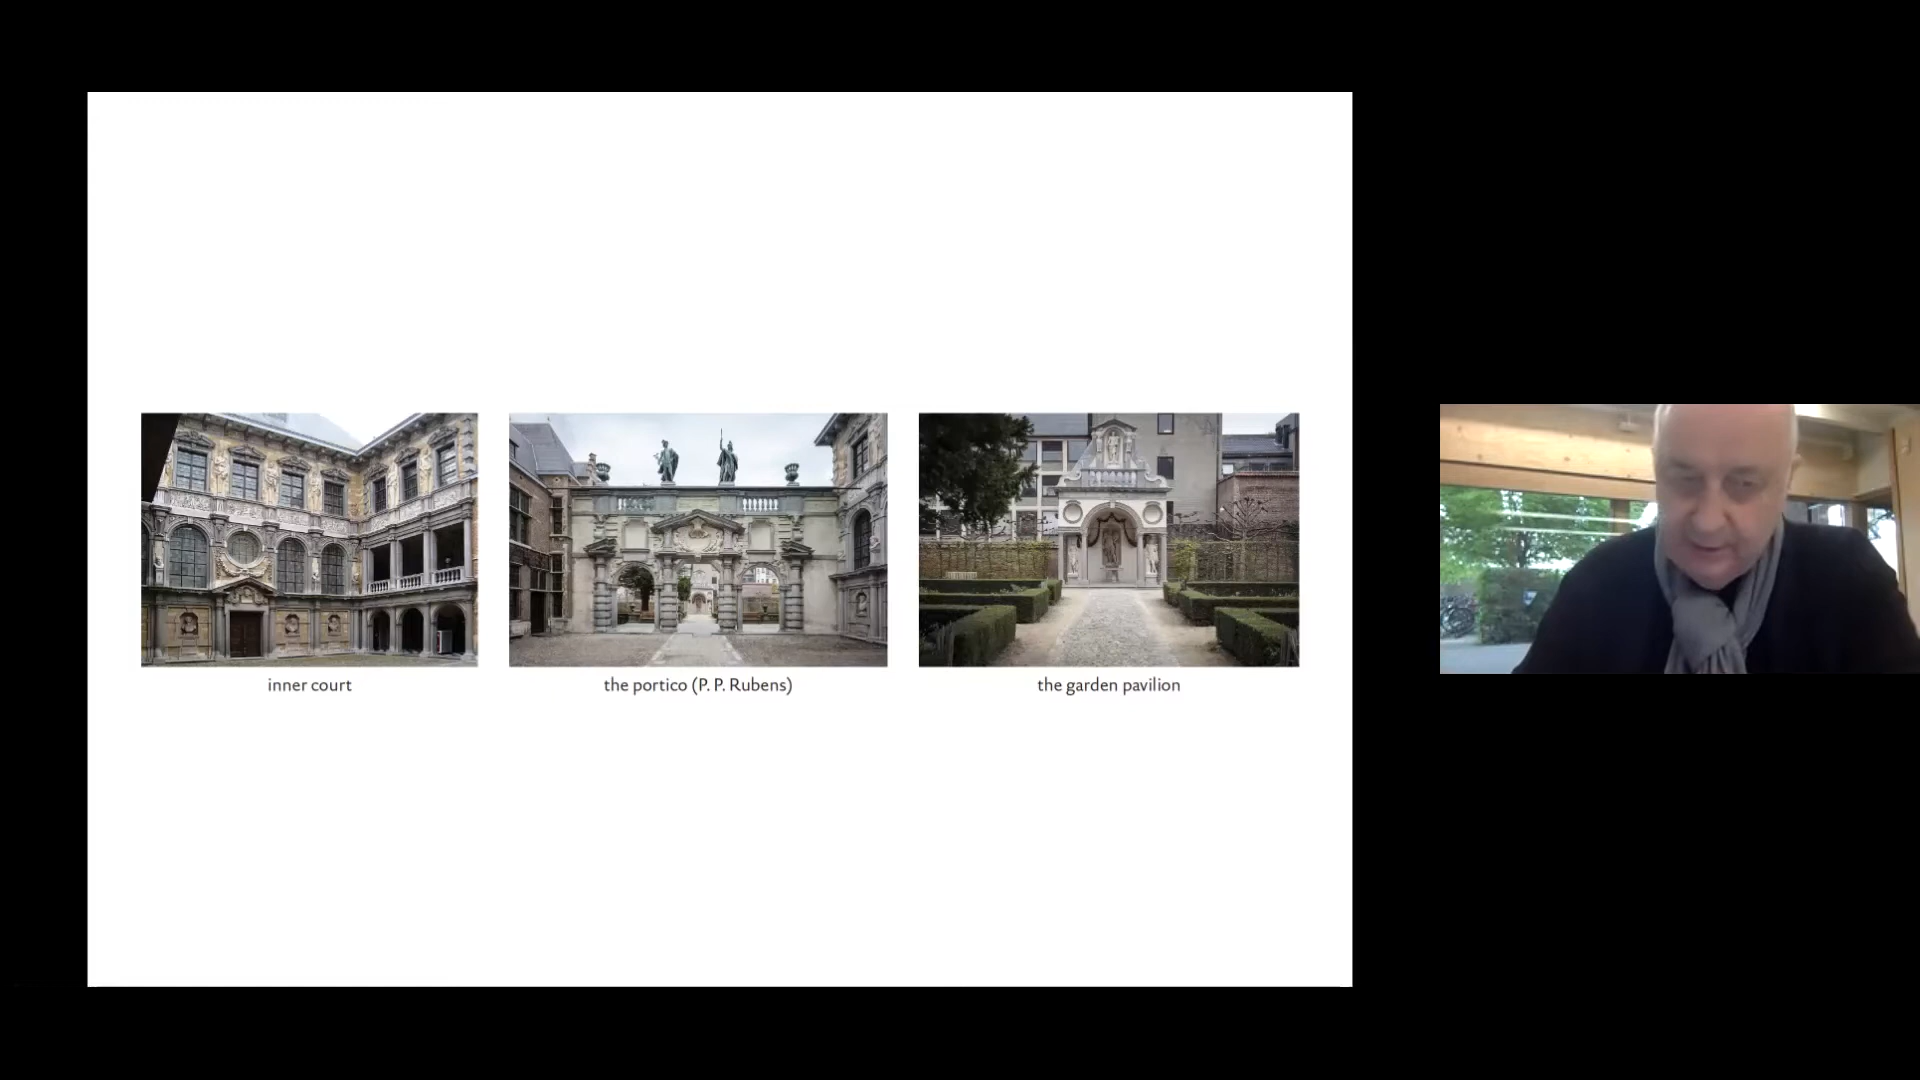 inner court
the portico (P. P. Rubens)
the garden pavilion